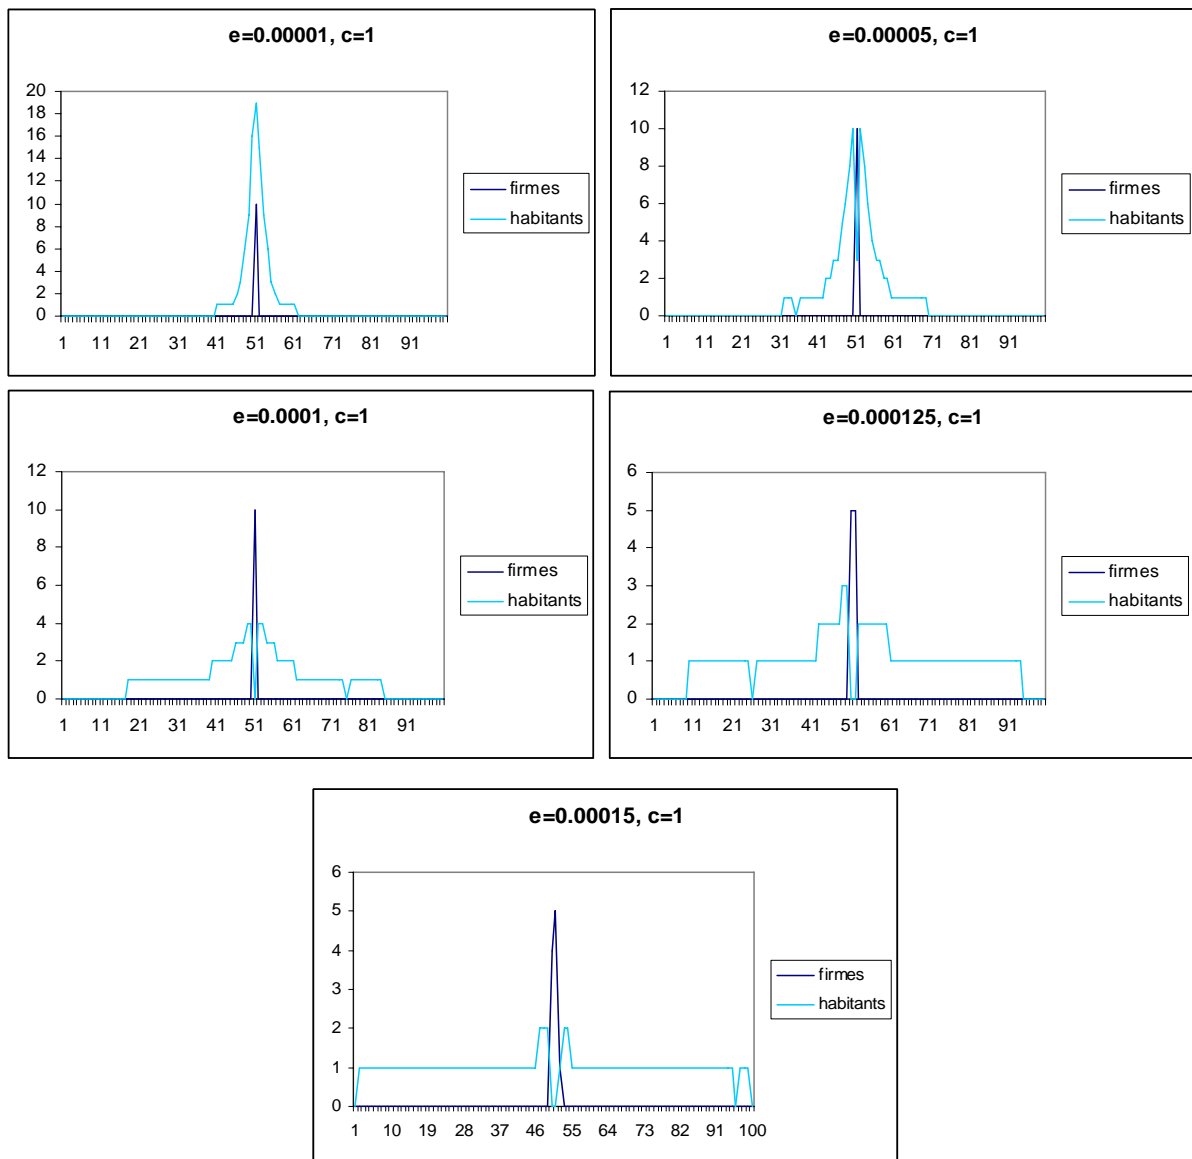 e=0.00001, c=1
20
18
16
14
12
10
8
6
4
2
0
1 11 21 31 41 51 61 71 81 91
firmes
habitants
e=0.00005, c=1
12
10
8
6
4
2
0
1 11 21 31 41 51 61 71 81 91
firmes
habitants
e=0.0001, c=1
12
10
8
6
4
2
0
1 11 21 31 41 51 61 71 81 91
firmes
habitants
e=0.000125, c=1
6
5
4
3
2
1
0
1 11 21 31 41 51 61 71 81 91
firmes
habitants
e=0.00015, c=1
6
5
4
3
2
1
0
1 10 19 28 37 46 55 64 73 82 91 100
firmes
habitants